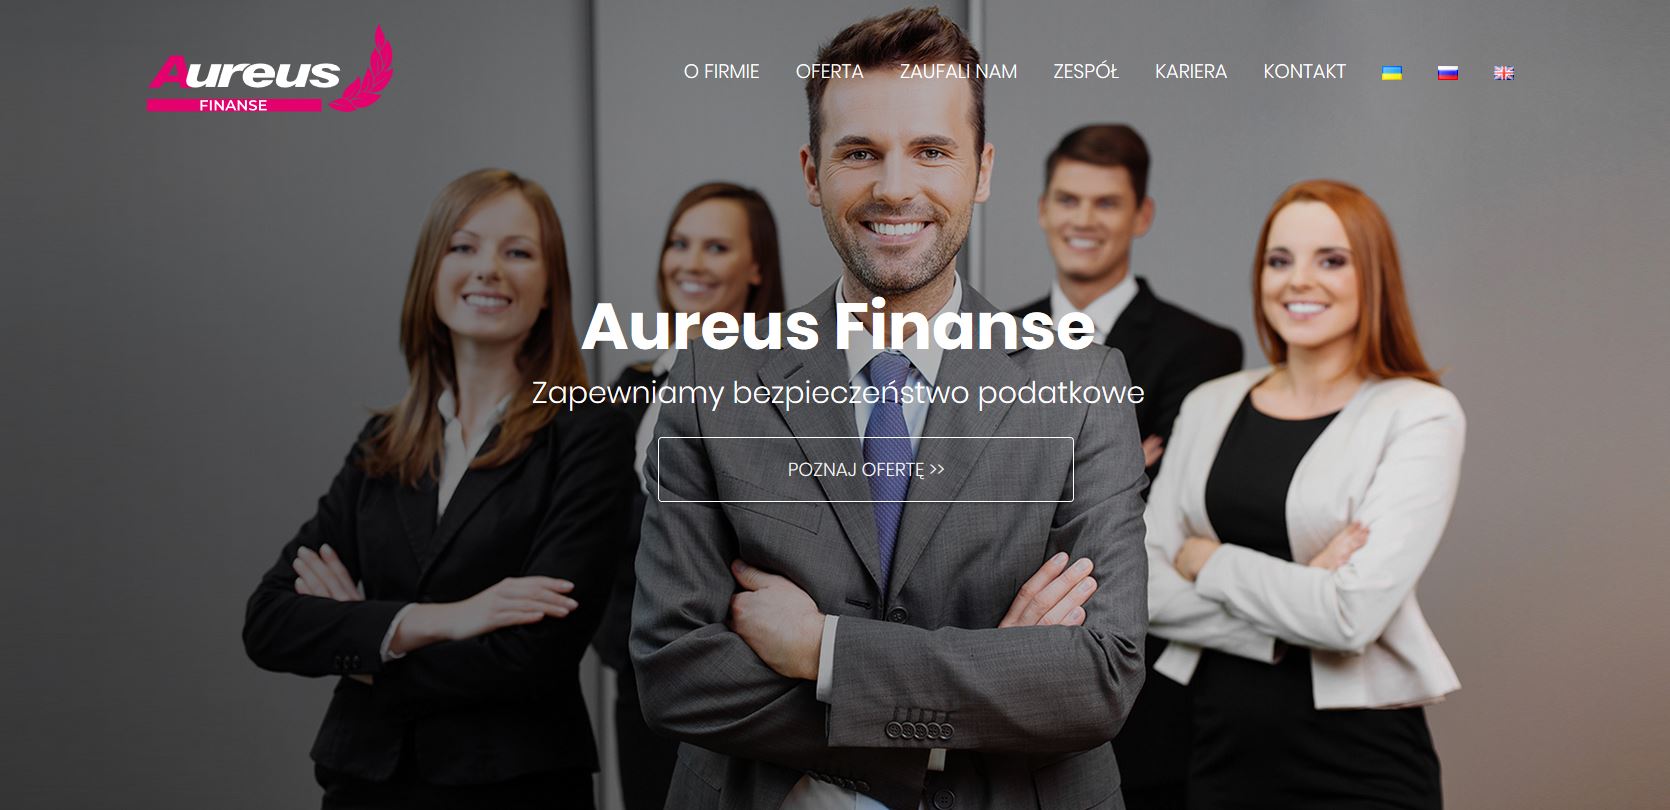 Aureus
FINANSE
O FIRMIE OFERTA ZAUFALI NAM ZESPÓŁ KARIERA KONTAKT
Aureus Finanse
Zapewniamy bezpieczeństwo podatkowe
POZNAJ OFERTĘ >>